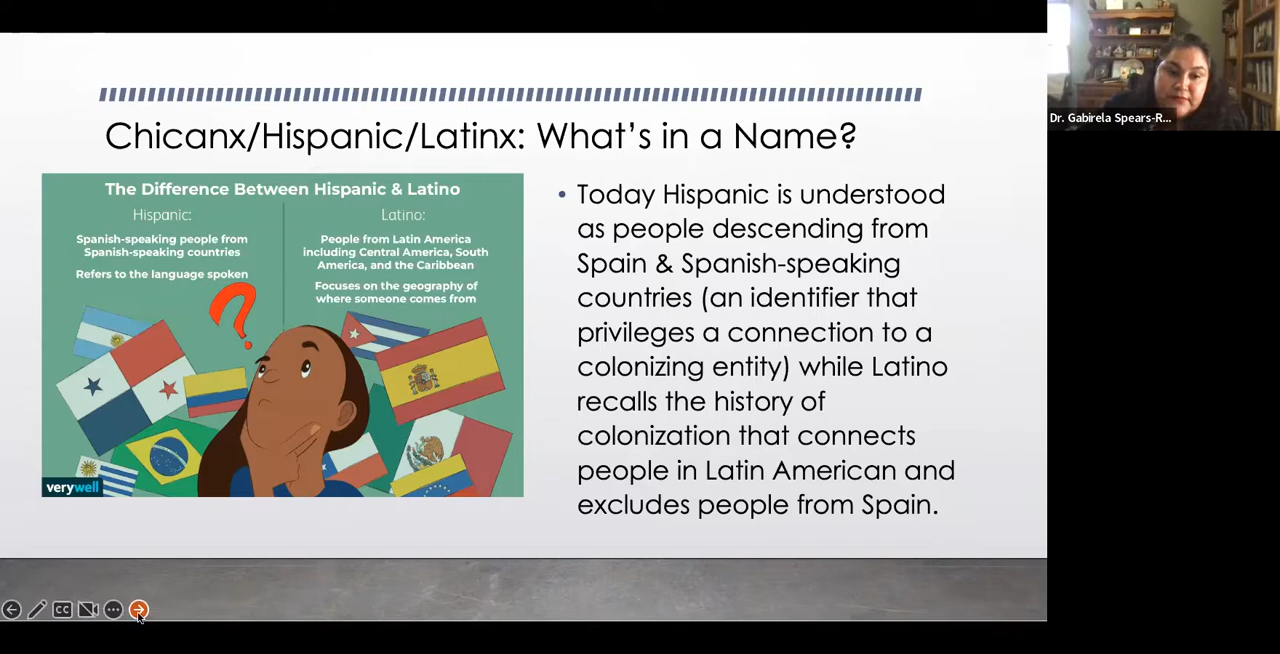 Chicanx/Hispanic/Latinx: What's in a Name?
The Difference Between Hispanic & Latino
Hispanic:
Spanish-speaking people from
Spanish-speaking countries
Refers to the language spoken
Latino:
People from Latin America
including Central America, South
America, and the Caribbean
Focuses on the geography of
where someone comes from
verywell
• Today Hispanic is understood
as people descending from
Spain & Spanish-speaking
countries (an identifier that
privileges a connection to a
colonizing entity) while Latino
recalls the history of
colonization that connects
people in Latin American and
excludes people from Spain.
Dr. Gabirela Spears-R...
CC